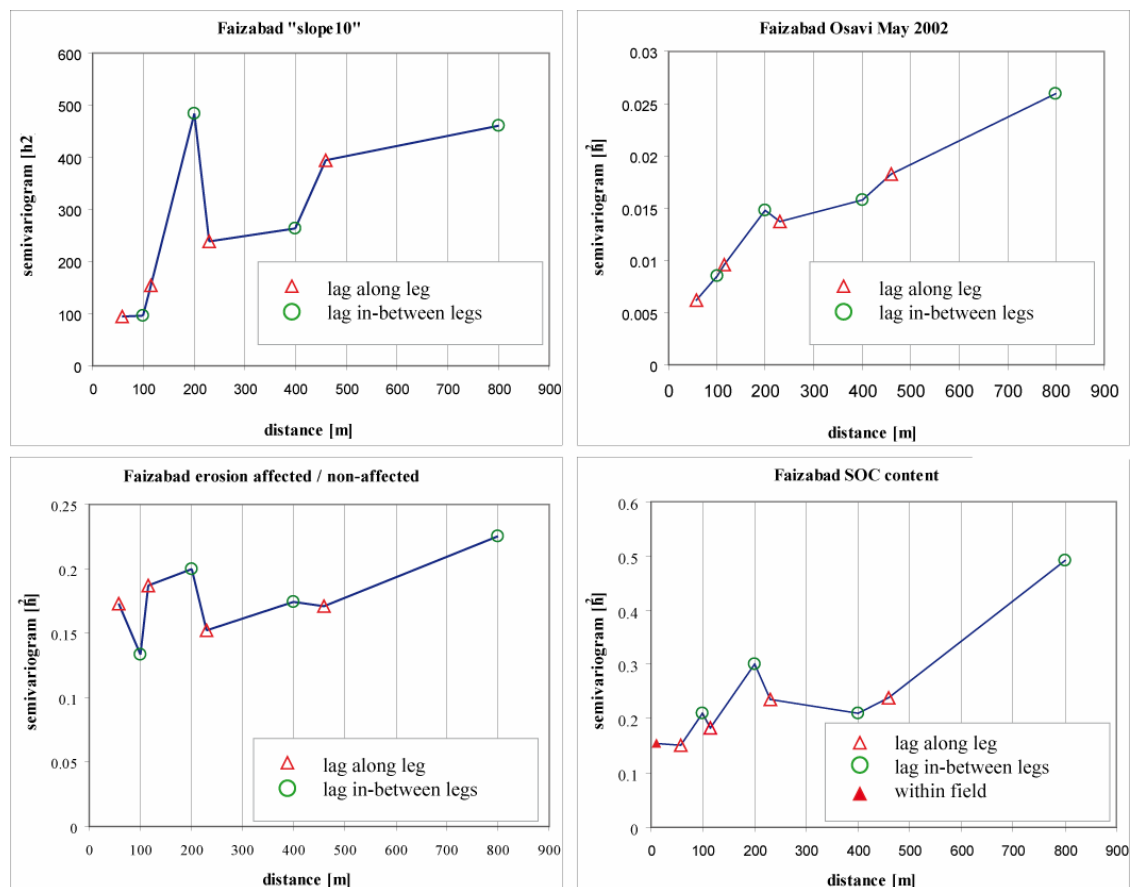 Faizabad "slope10"
600
500
400
300
200
100
0
semivariogram [h2
lag along leg
lag in-between legs
0 100 200 300 400 500 600 700 800 900
distance [m]
Faizabad Osavi May 2002
0.03
0.025
0.02
0.015
0.01
0.005
0
semivariogram [ħ²]
lag along leg
lag in-between legs
0 100 200 300 400 500 600 700 800 900
distance [m]
Faizabad erosion affected / non-affected
0.25
0.2
0.15
0.1
0.05
0
semivariogram [ħ²]
lag along leg
lag in-between legs
0 100 200 300 400 500 600 700 800 900
distance [m]
Faizabad SOC content
0.6
0.5
0.4
0.3
0.2
0.1
0
semivariogram [ħ²]
lag along leg
lag in-between legs
within field
0 100 200 300 400 500 600 700 800 900
distance [m]